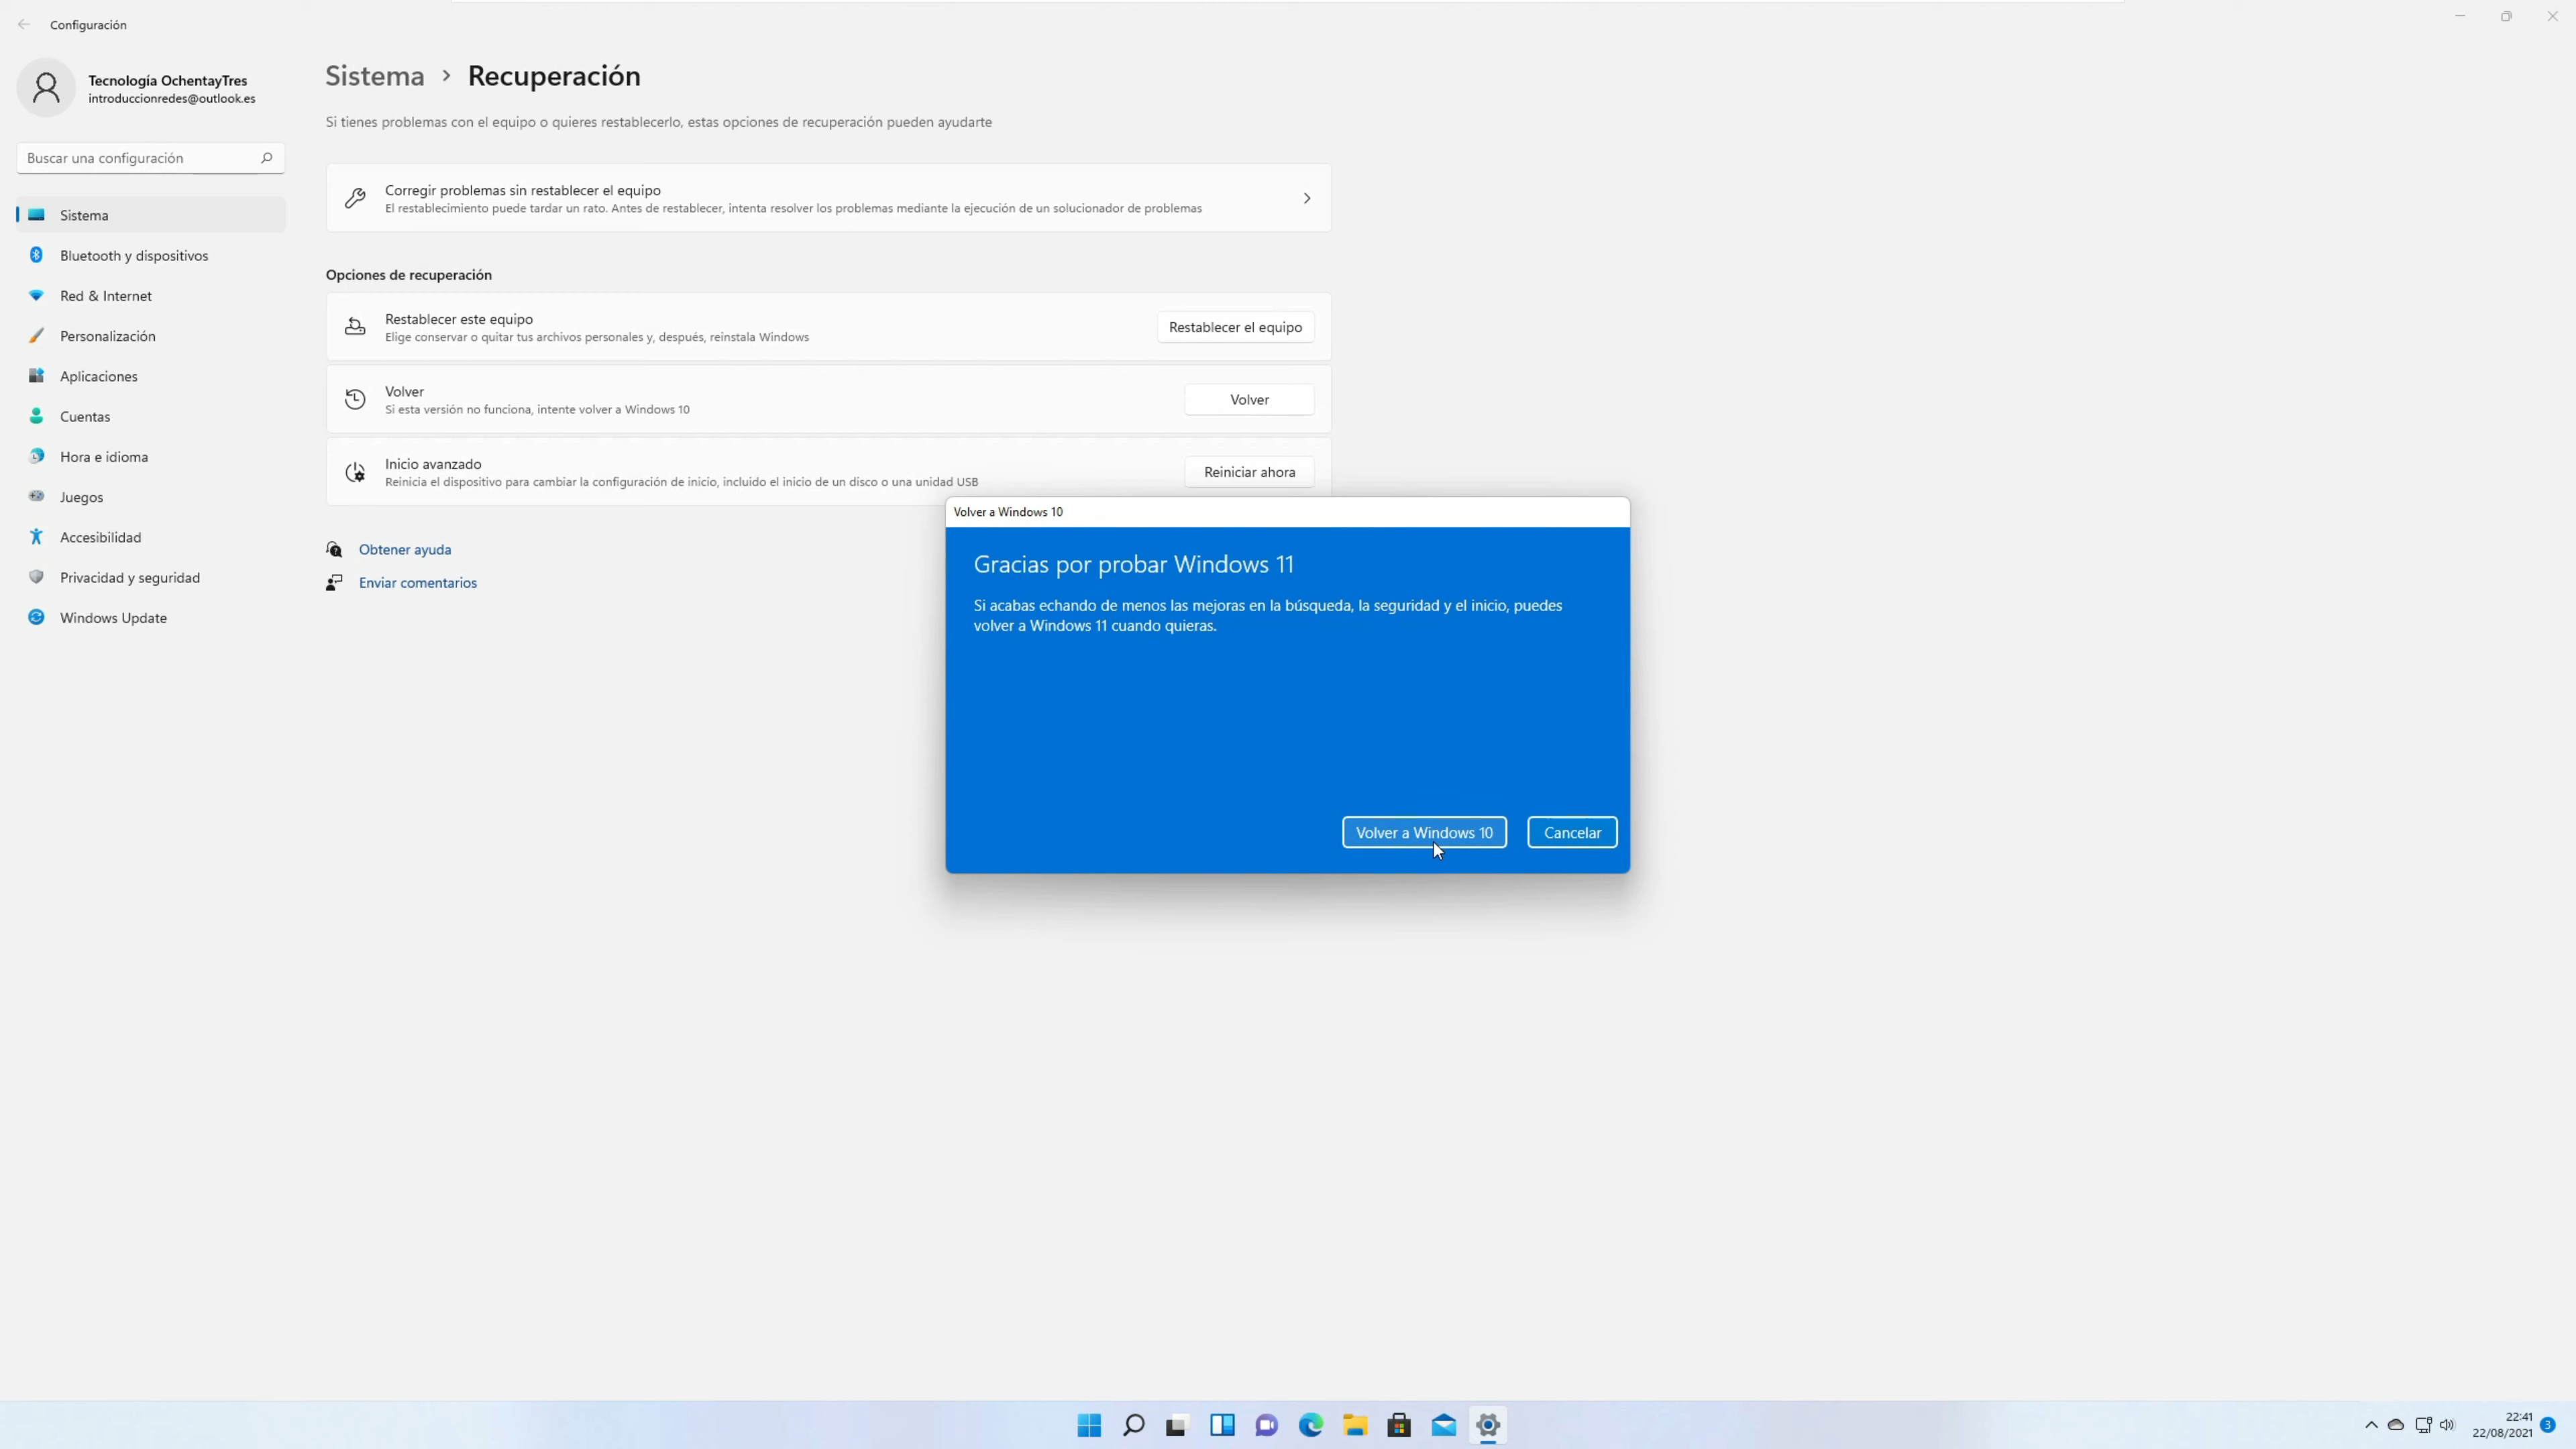 Configuración
Tecnología OchentayTres
introduccionredes@outlook.es
Buscar una configuración
Sistema
Bluetooth y dispositivos
Red & Internet
Personalización
Aplicaciones
Cuentas
Hora e idioma
Juegos
Accesibilidad
Privacidad y seguridad
Windows Update
Sistema > Recuperación
Si tienes problemas con el equipo o quieres restablecerlo, estas opciones de recuperación pueden ayudarte
Corregir problemas sin restablecer el equipo
El restablecimiento puede tardar un rato. Antes de restablecer, intenta resolver los problemas mediante la ejecución de un solucionador de problemas
Opciones de recuperación
Restablecer este equipo
Elige conservar o quitar tus archivos personales y, después, reinstala Windows
Restablecer el equipo
Volver
Si esta versión no funciona, intente volver a Windows 10
Volver
Inicio avanzado
Reinicia el dispositivo para cambiar la configuración de inicio, incluido el inicio de un disco o una unidad USB
Reiniciar ahora
Obtener ayuda
Enviar comentarios
Volver a Windows 10
Gracias por probar Windows 11
Si acabas echando de menos las mejoras en la búsqueda, la seguridad y el inicio, puedes
volver a Windows 11 cuando quieras.
Volver a Windows 10
Cancelar
22:41
22/08/2021
3